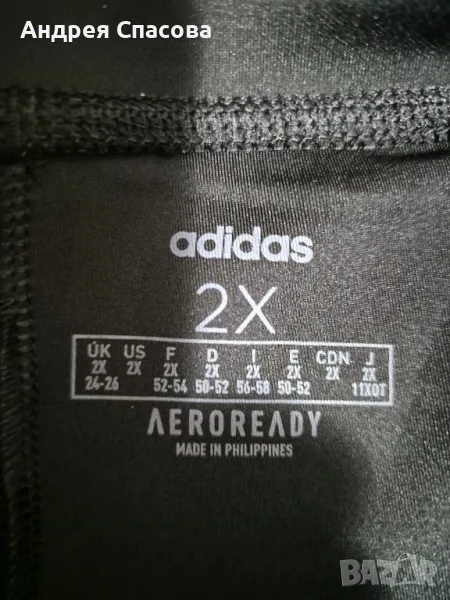 Андрея Спасова
adidas
2X
UK US F D I E CDN J
2X 2X 2X 2X 2X 2X 2X 2X
24-26 52-54 50-52 56-58 50-52 11XOT
AEROREADY
MADE IN PHILIPPINES
BAZAR